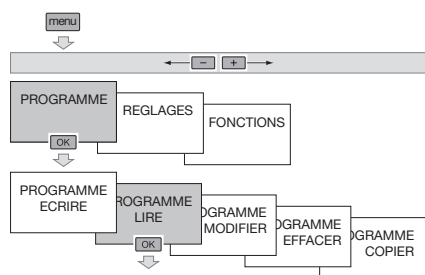 menu
- +
PROGRAMME
REGLAGES
FONCTIONS
OK
PROGRAMME
ECRIRE
ROGRAMME
LIRE
OGRAMME
MODIFIER
OGRAMME
EFFACER
OGRAMME
COPIER
OK